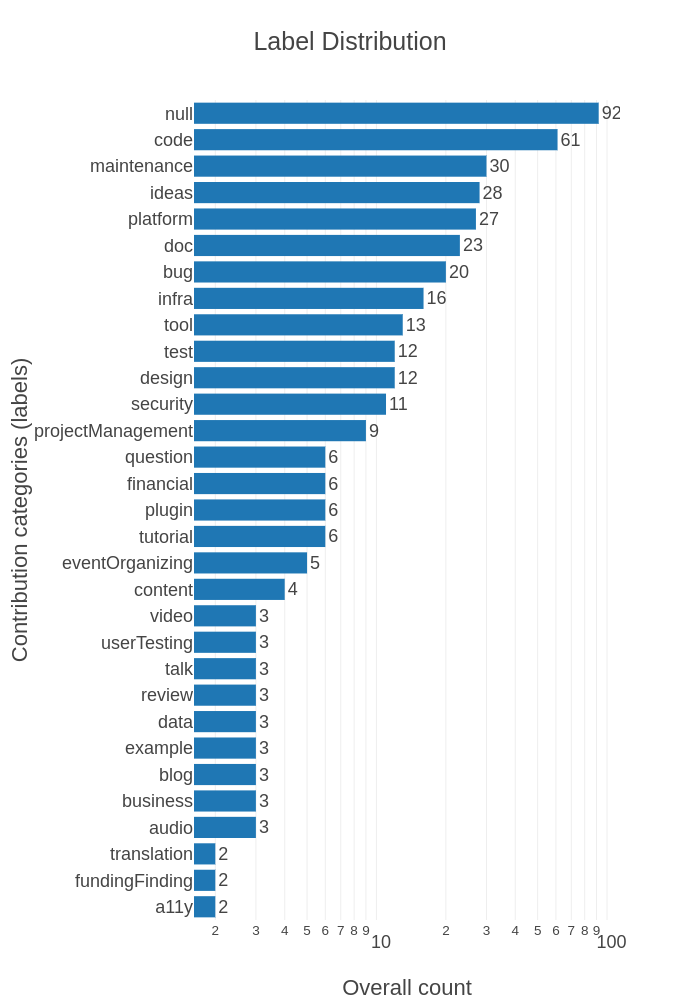 Label Distribution
null 92
code 61
maintenance 30
ideas 28
platform 27
doc 23
bug 20
infra 16
tool 13
test 12
design 12
security 11
projectManagement 9
question 6
financial 6
plugin 6
tutorial 6
eventOrganizing 5
content 4
video 3
userTesting 3
talk 3
review 3
data 3
example 3
blog 3
business 3
audio 3
translation 2
fundingFinding 2
a11y 2
2 3 4 5 6 7 8 9 10 2 3 4 5 6 7 8 9 100
Overall count
Contribution categories (labels)